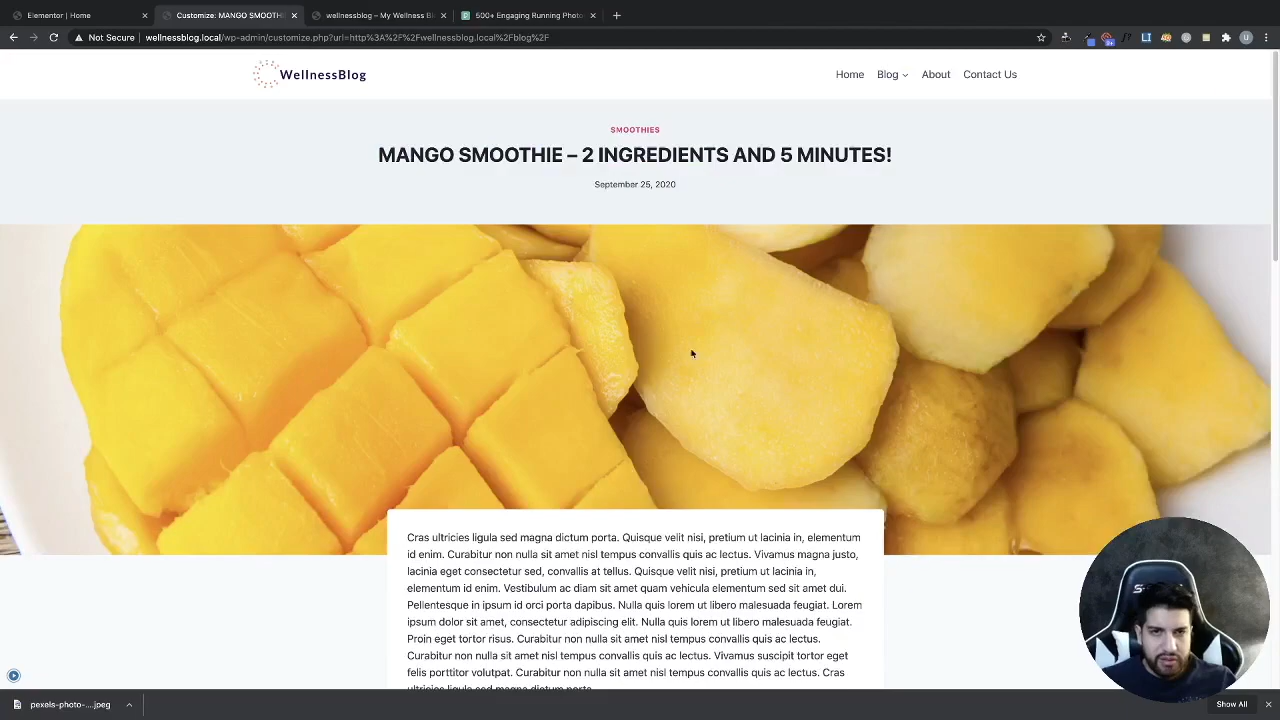 Elementor | Home
Customize: MANGO SMOOTHI
wellnessblog – My Wellness Bl
500+ Engaging Running Photo
Not Secure | wellnessblog.local/wp-admin/customize.php?url=http%3A%2F%2Fwellnessblog.local%2Fblog%2F
WellnessBlog
Home Blog About Contact Us
SMOOTHIES
MANGO SMOOTHIE – 2 INGREDIENTS AND 5 MINUTES!
September 25, 2020
Cras ultricies ligula sed magna dictum porta. Quisque velit nisi, pretium ut lacinia in, elementum
id enim. Curabitur non nulla sit amet nisl tempus convallis quis ac lectus. Vivamus magna justo,
lacinia eget consectetur sed, convallis at tellus. Quisque velit nisi, pretium ut lacinia in,
elementum id enim. Vestibulum ac diam sit amet quam vehicula elementum sed sit amet dui.
Pellentesque in ipsum id orci porta dapibus. Nulla quis lorem ut libero malesuada feugiat. Lorem
ipsum dolor sit amet, consectetur adipiscing elit. Nulla quis lorem ut libero malesuada feugiat.
Proin eget tortor risus. Curabitur non nulla sit amet nisl tempus convallis quis ac lectus.
Curabitur non nulla sit amet nisl tempus convallis quis ac lectus. Vivamus suscipit tortor eget
felis porttitor volutpat. Curabitur non nulla sit amet nisl tempus convallis quis ac lectus. Cras
ultricies ligula sed magna dictum porta.
pexels-photo-....jpeg
Show All